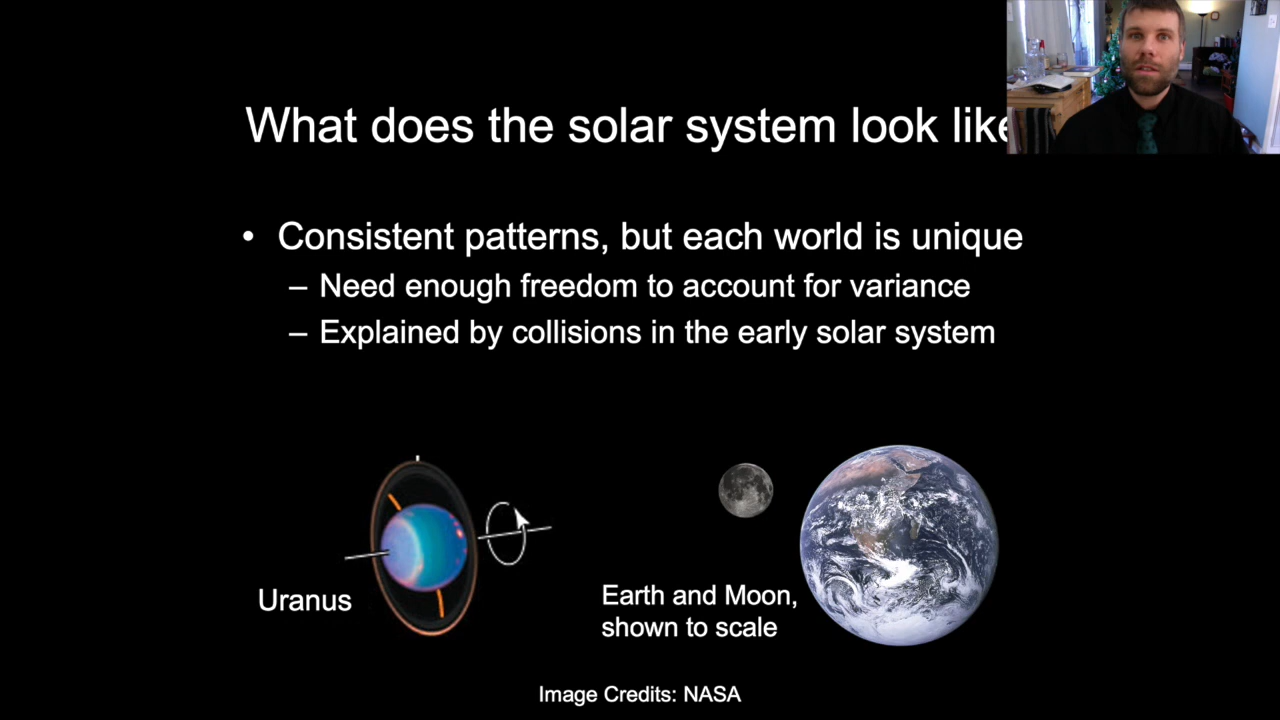 What does the solar system look like
• Consistent patterns, but each world is unique
– Need enough freedom to account for variance
– Explained by collisions in the early solar system
Uranus
Earth and Moon,
shown to scale
Image Credits: NASA